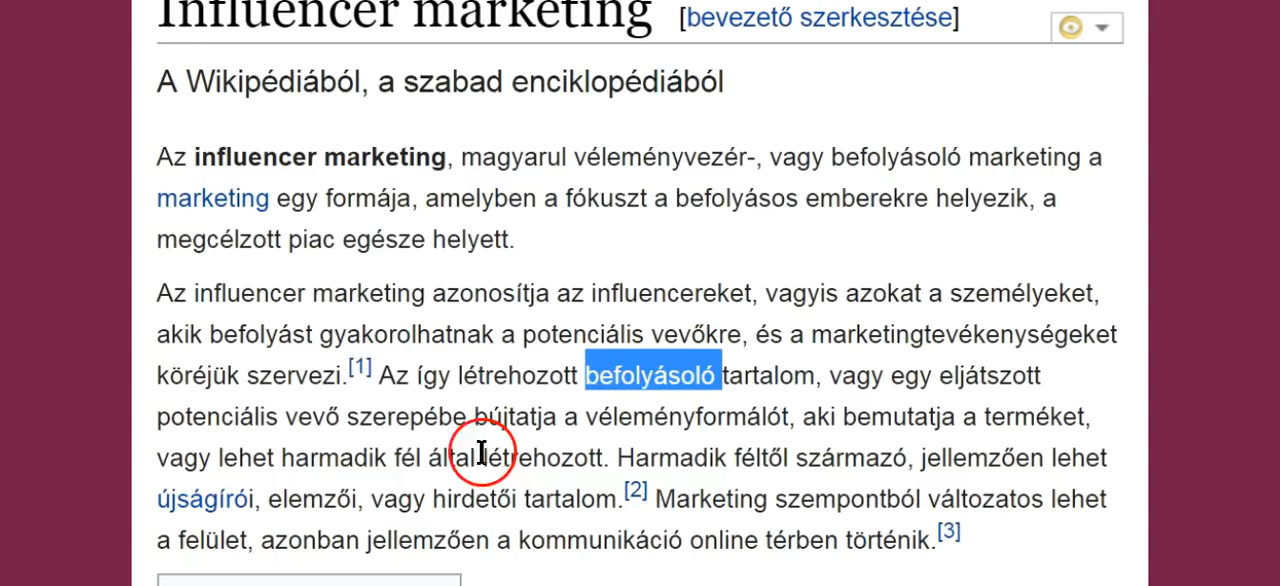 Influencer marketing [bevezető szerkesztése]
A Wikipédiából, a szabad enciklopédiából
Az influencer marketing, magyarul véleményvezér-, vagy befolyásoló marketing a
marketing egy formája, amelyben a fókuszt a befolyásos emberekre helyezik, a
megcélzott piac egésze helyett.
Az influencer marketing azonosítja az influencereket, vagyis azokat a személyeket,
akik befolyást gyakorolhatnak a potenciális vevőkre, és a marketingtevékenységeket
köréjük szervezi.[1] Az így létrehozott befolyásoló tartalom, vagy egy eljátszott
potenciális vevő szerepébe bújtatja a véleményformálót, aki bemutatja a terméket,
vagy lehet harmadik fél által létrehozott. Harmadik féltől származó, jellemzően lehet
újságírói, elemzői, vagy hirdetői tartalom.[2] Marketing szempontból változatos lehet
a felület, azonban jellemzően a kommunikáció online térben történik.[3]